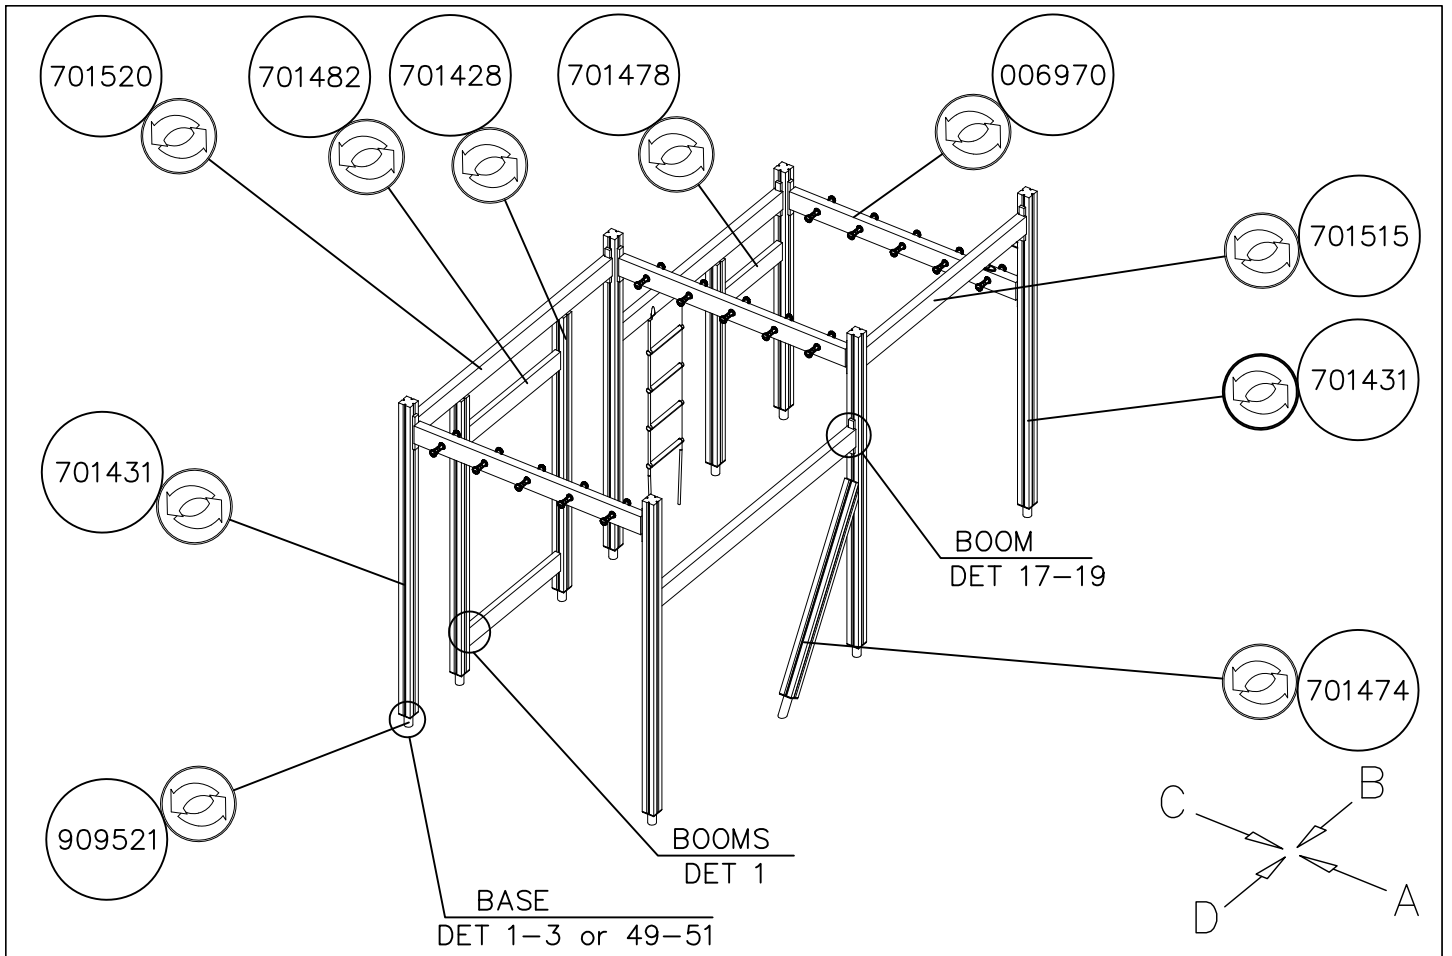 701520
701482
701428
701478
006970
701515
701431
701431
BOOM
DET 17-19
701474
909521
BOOMS
DET 1
BASE
DET 1-3 or 49-51
C
B
D
A